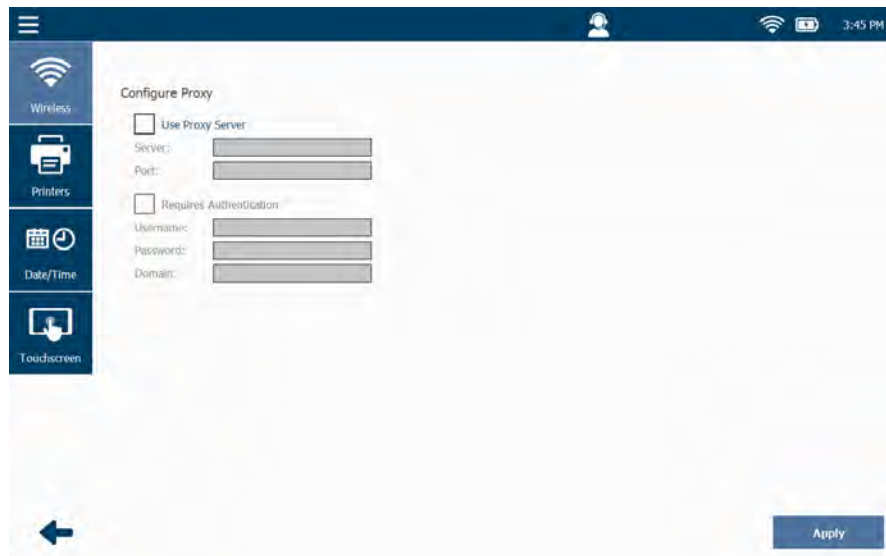 3:45 PM
Wireless
Printers
Date/Time
Touchscreen
Configure Proxy
Use Proxy Server
Server:
Port:
Requires Authentication
Username:
Password:
Domain:
Apply